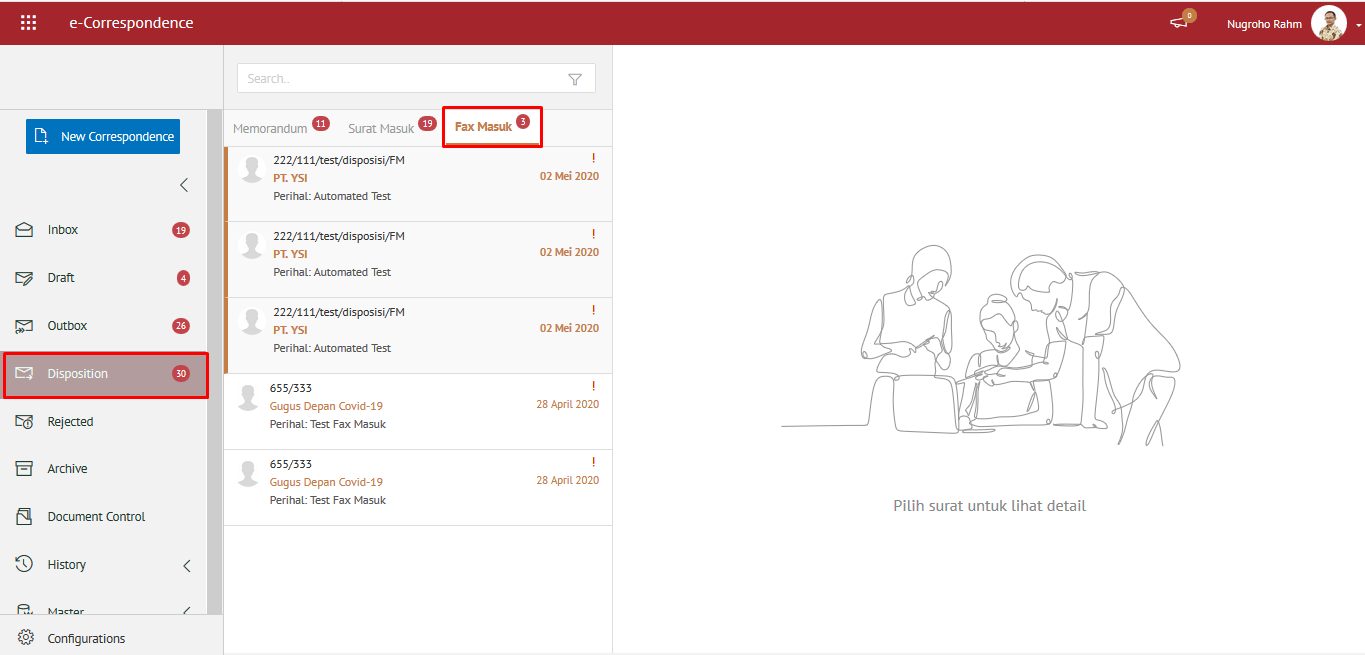 e-Correspondence
0
Nugroho Rahm
Search..
New Correspondence
Inbox 19
Draft 4
Outbox 26
Disposition 30
Rejected
Archive
Document Control
History
Master
Configurations
Memorandum 11 Surat Masuk 19 Fax Masuk 3
222/111/test/disposisi/FM !
PT. YSI 02 Mei 2020
Perihal: Automated Test
222/111/test/disposisi/FM !
PT. YSI 02 Mei 2020
Perihal: Automated Test
222/111/test/disposisi/FM !
PT. YSI 02 Mei 2020
Perihal: Automated Test
655/333 !
Gugus Depan Covid-19 28 April 2020
Perihal: Test Fax Masuk
655/333 !
Gugus Depan Covid-19 28 April 2020
Perihal: Test Fax Masuk
Pilih surat untuk lihat detail